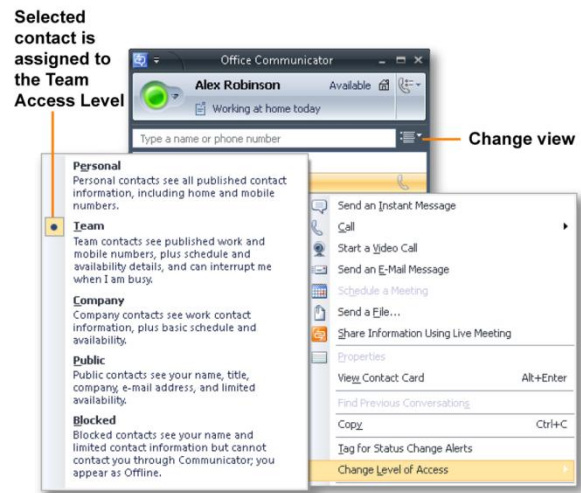 Selected
contact is
assigned to
the Team
Access Level
Office Communicator
Alex Robinson
Available
Working at home today
Type a name or phone number
Change view
Personal
Personal contacts see all published contact
information, including home and mobile
numbers.
Team
Team contacts see published work and
mobile numbers, plus schedule and
availability details, and can interrupt me
when I am busy.
Company
Company contacts see work contact
information, plus basic schedule and
availability.
Public
Public contacts see your name, title,
company, e-mail address, and limited
availability.
Blocked
Blocked contacts see your name and
limited contact information but cannot
contact you through Communicator; you
appear as Offline.
Send an Instant Message
Call
Start a Video Call
Send an E-Mail Message
Schedule a Meeting
Send a File...
Share Information Using Live Meeting
Properties
View Contact Card Alt+Enter
Find Previous Conversations
Copy Ctrl+C
Tag for Status Change Alerts
Change Level of Access